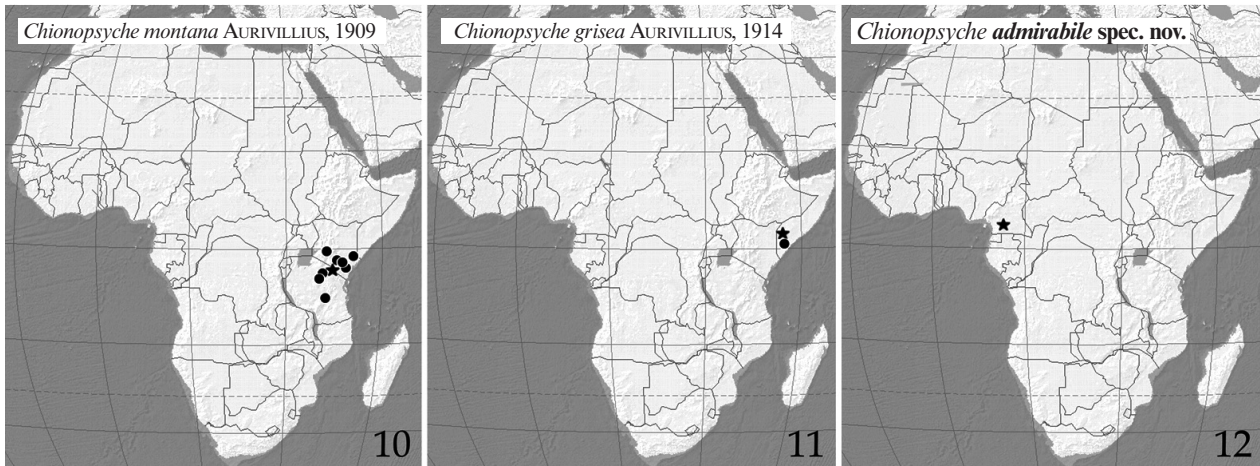 Chionopsyche montana AURIVILLIUS, 1909
Chionopsyche grisea AURIVILLIUS, 1914
Chionopsyche admirabile spec. nov.
10
11
12